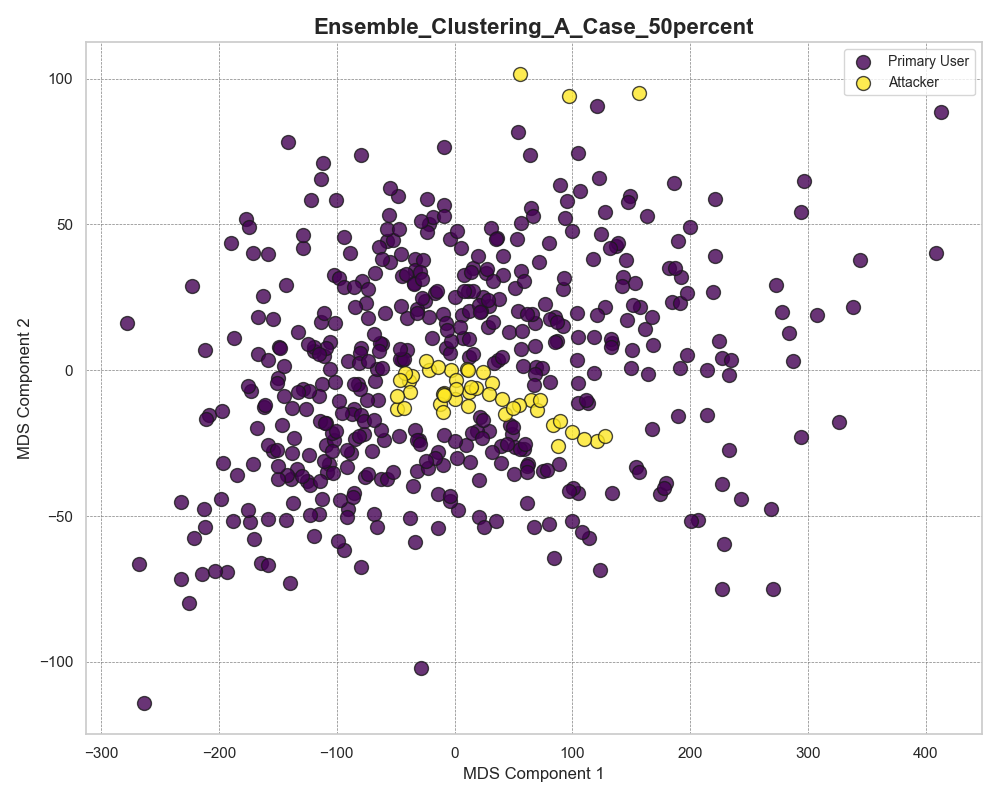 Ensemble_Clustering_A_Case_50percent
Primary User
Attacker
100
50
0
−50
−100
MDS Component 2
−300
−200
−100
0
100
200
300
400
MDS Component 1